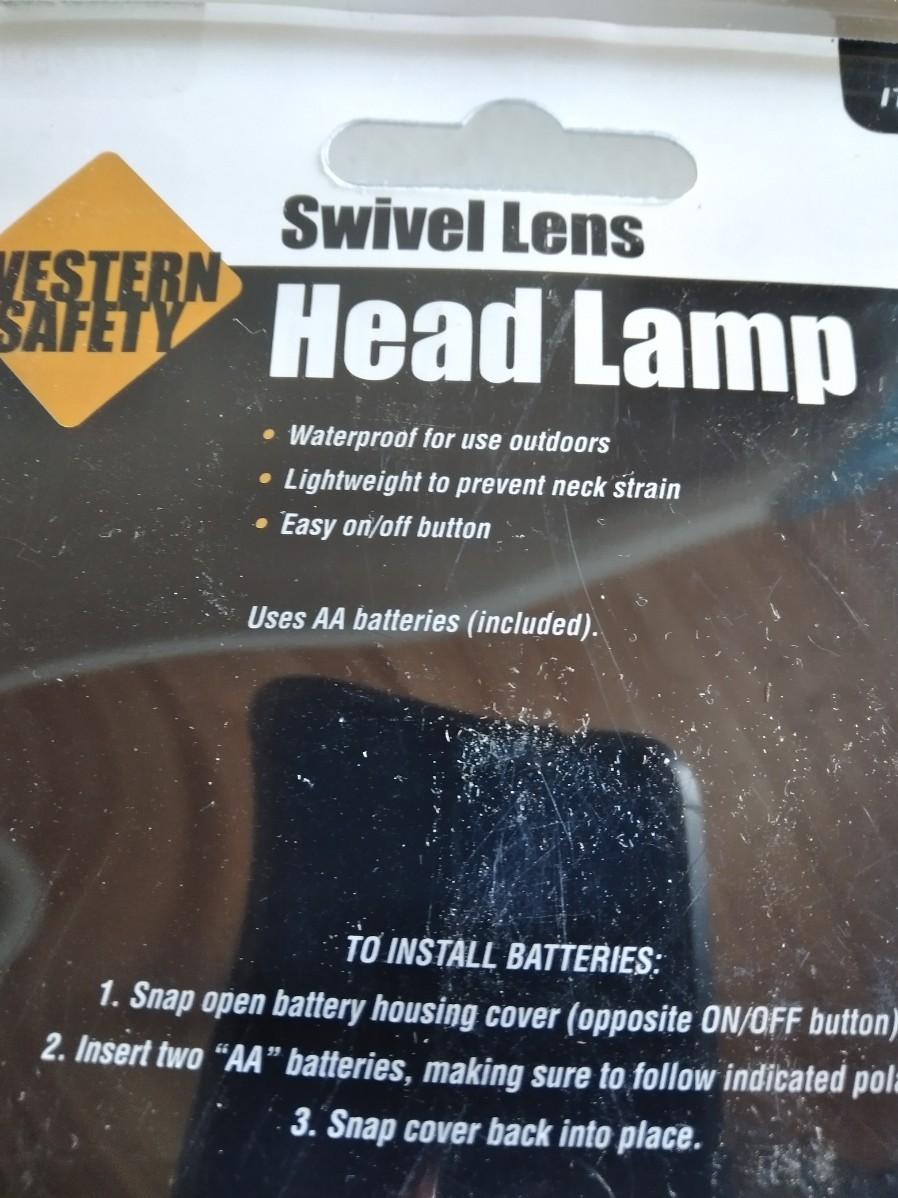 Swivel Lens
WESTERN
SAFETY
Head Lamp
• Waterproof for use outdoors
• Lightweight to prevent neck strain
• Easy on/off button
Uses AA batteries (included).
TO INSTALL BATTERIES:
1. Snap open battery housing cover (opposite ON/OFF button)
2. Insert two “AA” batteries, making sure to follow indicated
3. Snap cover back into place.